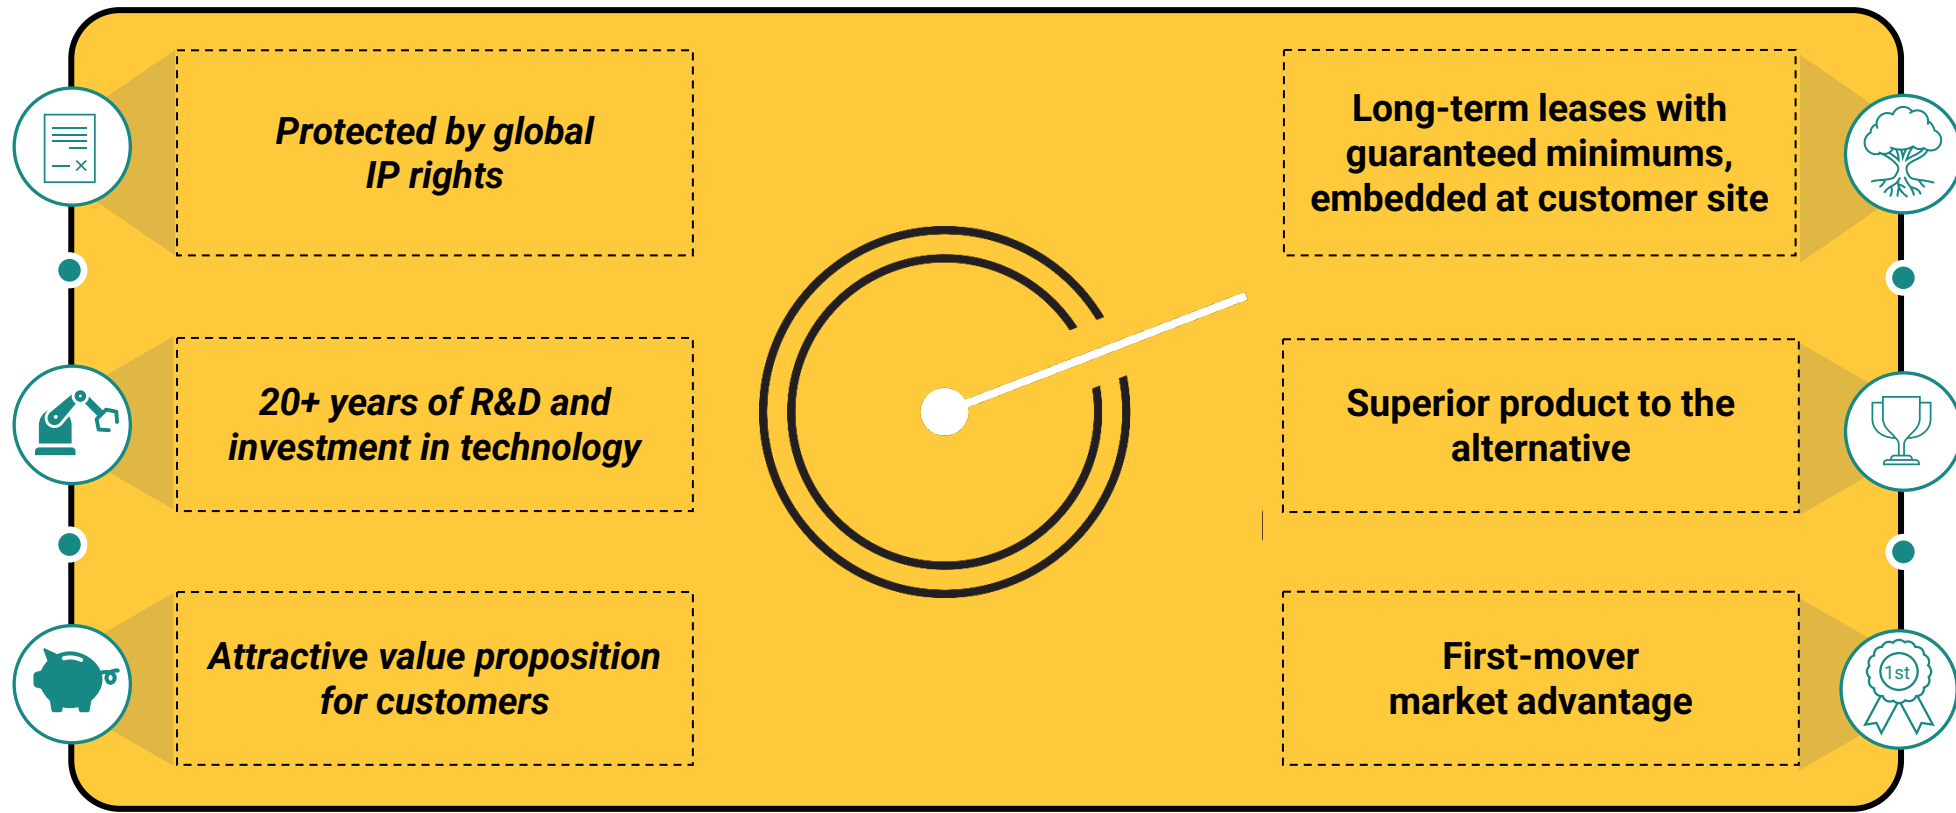 Protected by global
IP rights
20+ years of R&D and
investment in technology
Attractive value proposition
for customers
Long-term leases with
guaranteed minimums,
embedded at customer site
Superior product to the
alternative
First-mover
market advantage
1st